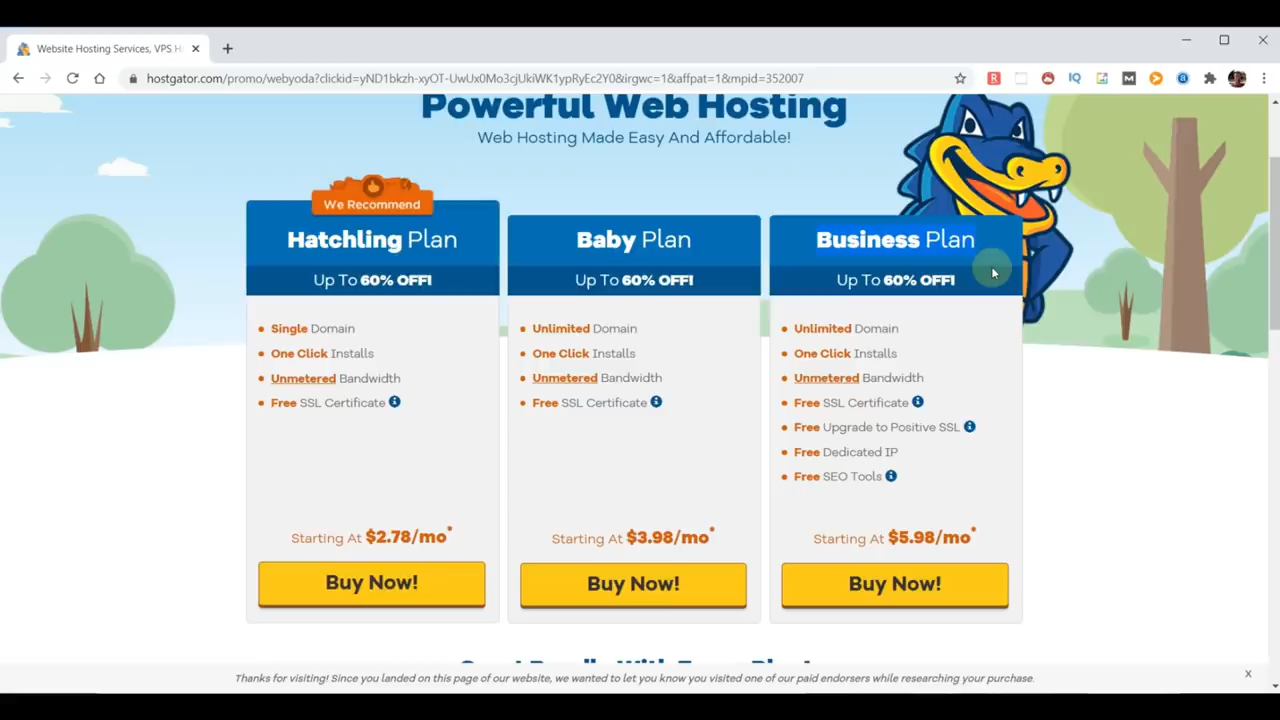 Website Hosting Services, VPS H
hostgator.com/promo/webyoda?clickid=yND1bkzh-xyOT-UwUx0Mo3cjUkiWK1ypRyEc2Y0&irgwc=1&affpat=1&mpid=352007
Powerful Web Hosting
Web Hosting Made Easy And Affordable!
We Recommend
Hatchling Plan
Up To 60% OFF!
• Single Domain
• One Click Installs
• Unmetered Bandwidth
• Free SSL Certificate
Starting At $2.78/mo*
Buy Now!
Baby Plan
Up To 60% OFF!
• Unlimited Domain
• One Click Installs
• Unmetered Bandwidth
• Free SSL Certificate
Starting At $3.98/mo*
Buy Now!
Business Plan
Up To 60% OFF!
• Unlimited Domain
• One Click Installs
• Unmetered Bandwidth
• Free SSL Certificate
• Free Upgrade to Positive SSL
• Free Dedicated IP
• Free SEO Tools
Starting At $5.98/mo*
Buy Now!
Thanks for visiting! Since you landed on this page of our website, we wanted to let you know you visited one of our paid endorsers while researching your purchase.